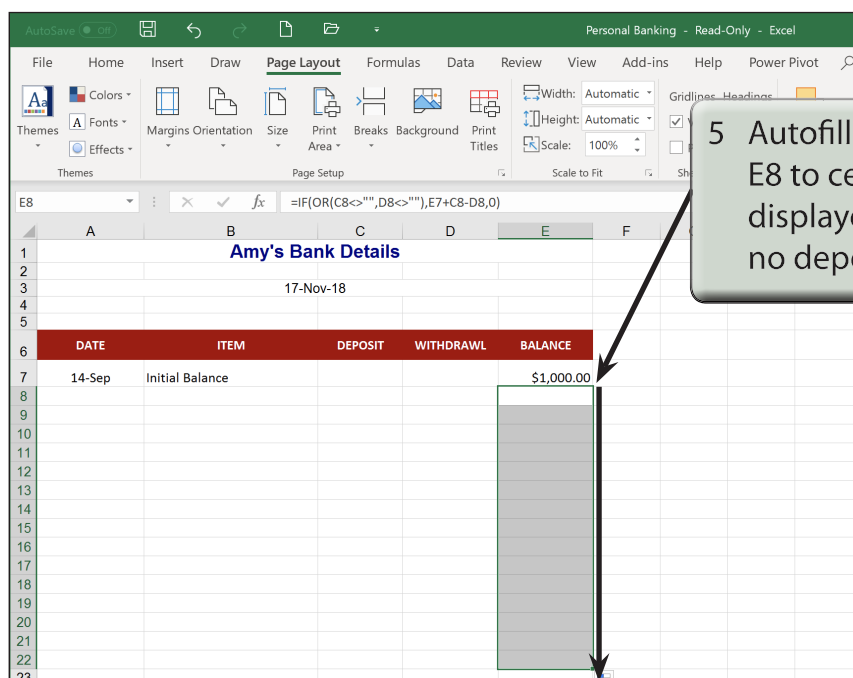 AutoSave Off
Personal Banking - Read-Only - Excel
File Home Insert Draw Page Layout Formulas Data Review View Add-ins Help Power Pivot
Aa Colors Width: Automatic Gridlines Headings
A Fonts Height: Automatic
Themes Effects Margins Orientation Size Print Area Breaks Background Print Titles Scale: 100%
Themes Page Setup Scale to Fit
5 Autofill
E8 to
no
E8 fx =IF(OR(C8<>"",D8<>""),E7+C8-D8,0)
A B C D E F
1 Amy's Bank Details
2
3 17-Nov-18
4
5
6 DATE ITEM DEPOSIT WITHDRAWL BALANCE
7 14-Sep Initial Balance $1,000.00
8
9
10
11
12
13
14
15
16
17
18
19
20
21
22
23